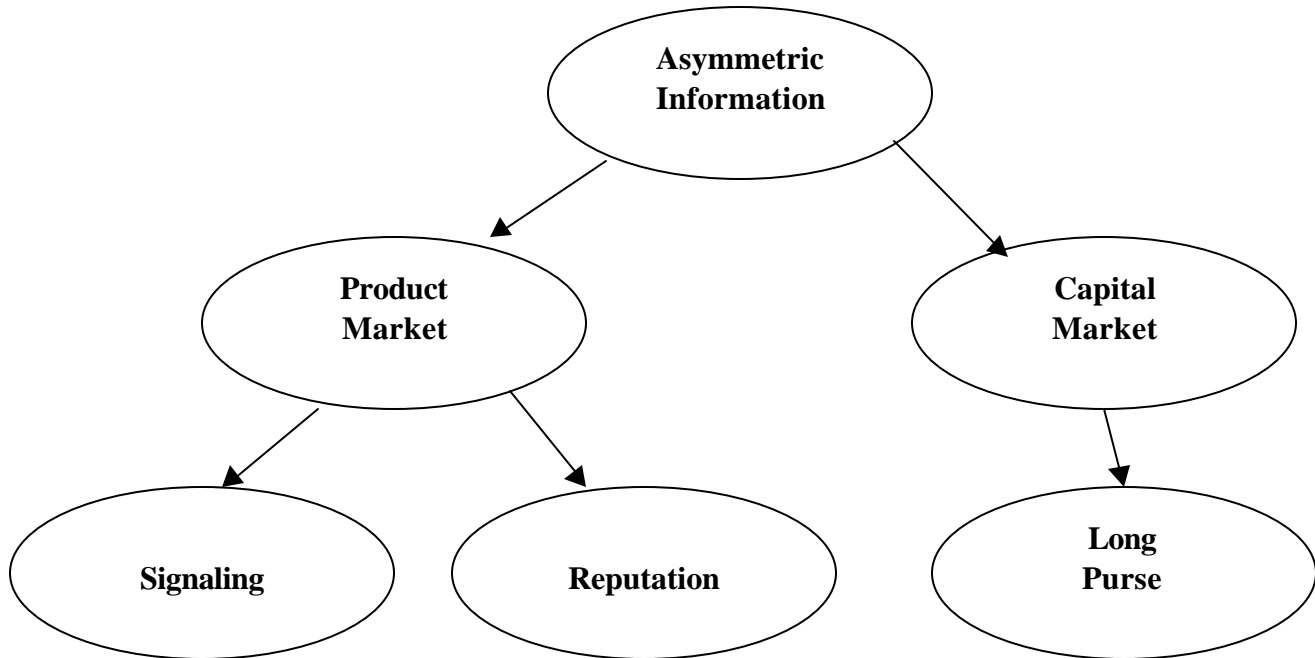 Asymmetric
Information
Product
Market
Capital
Market
Signaling
Reputation
Long
Purse